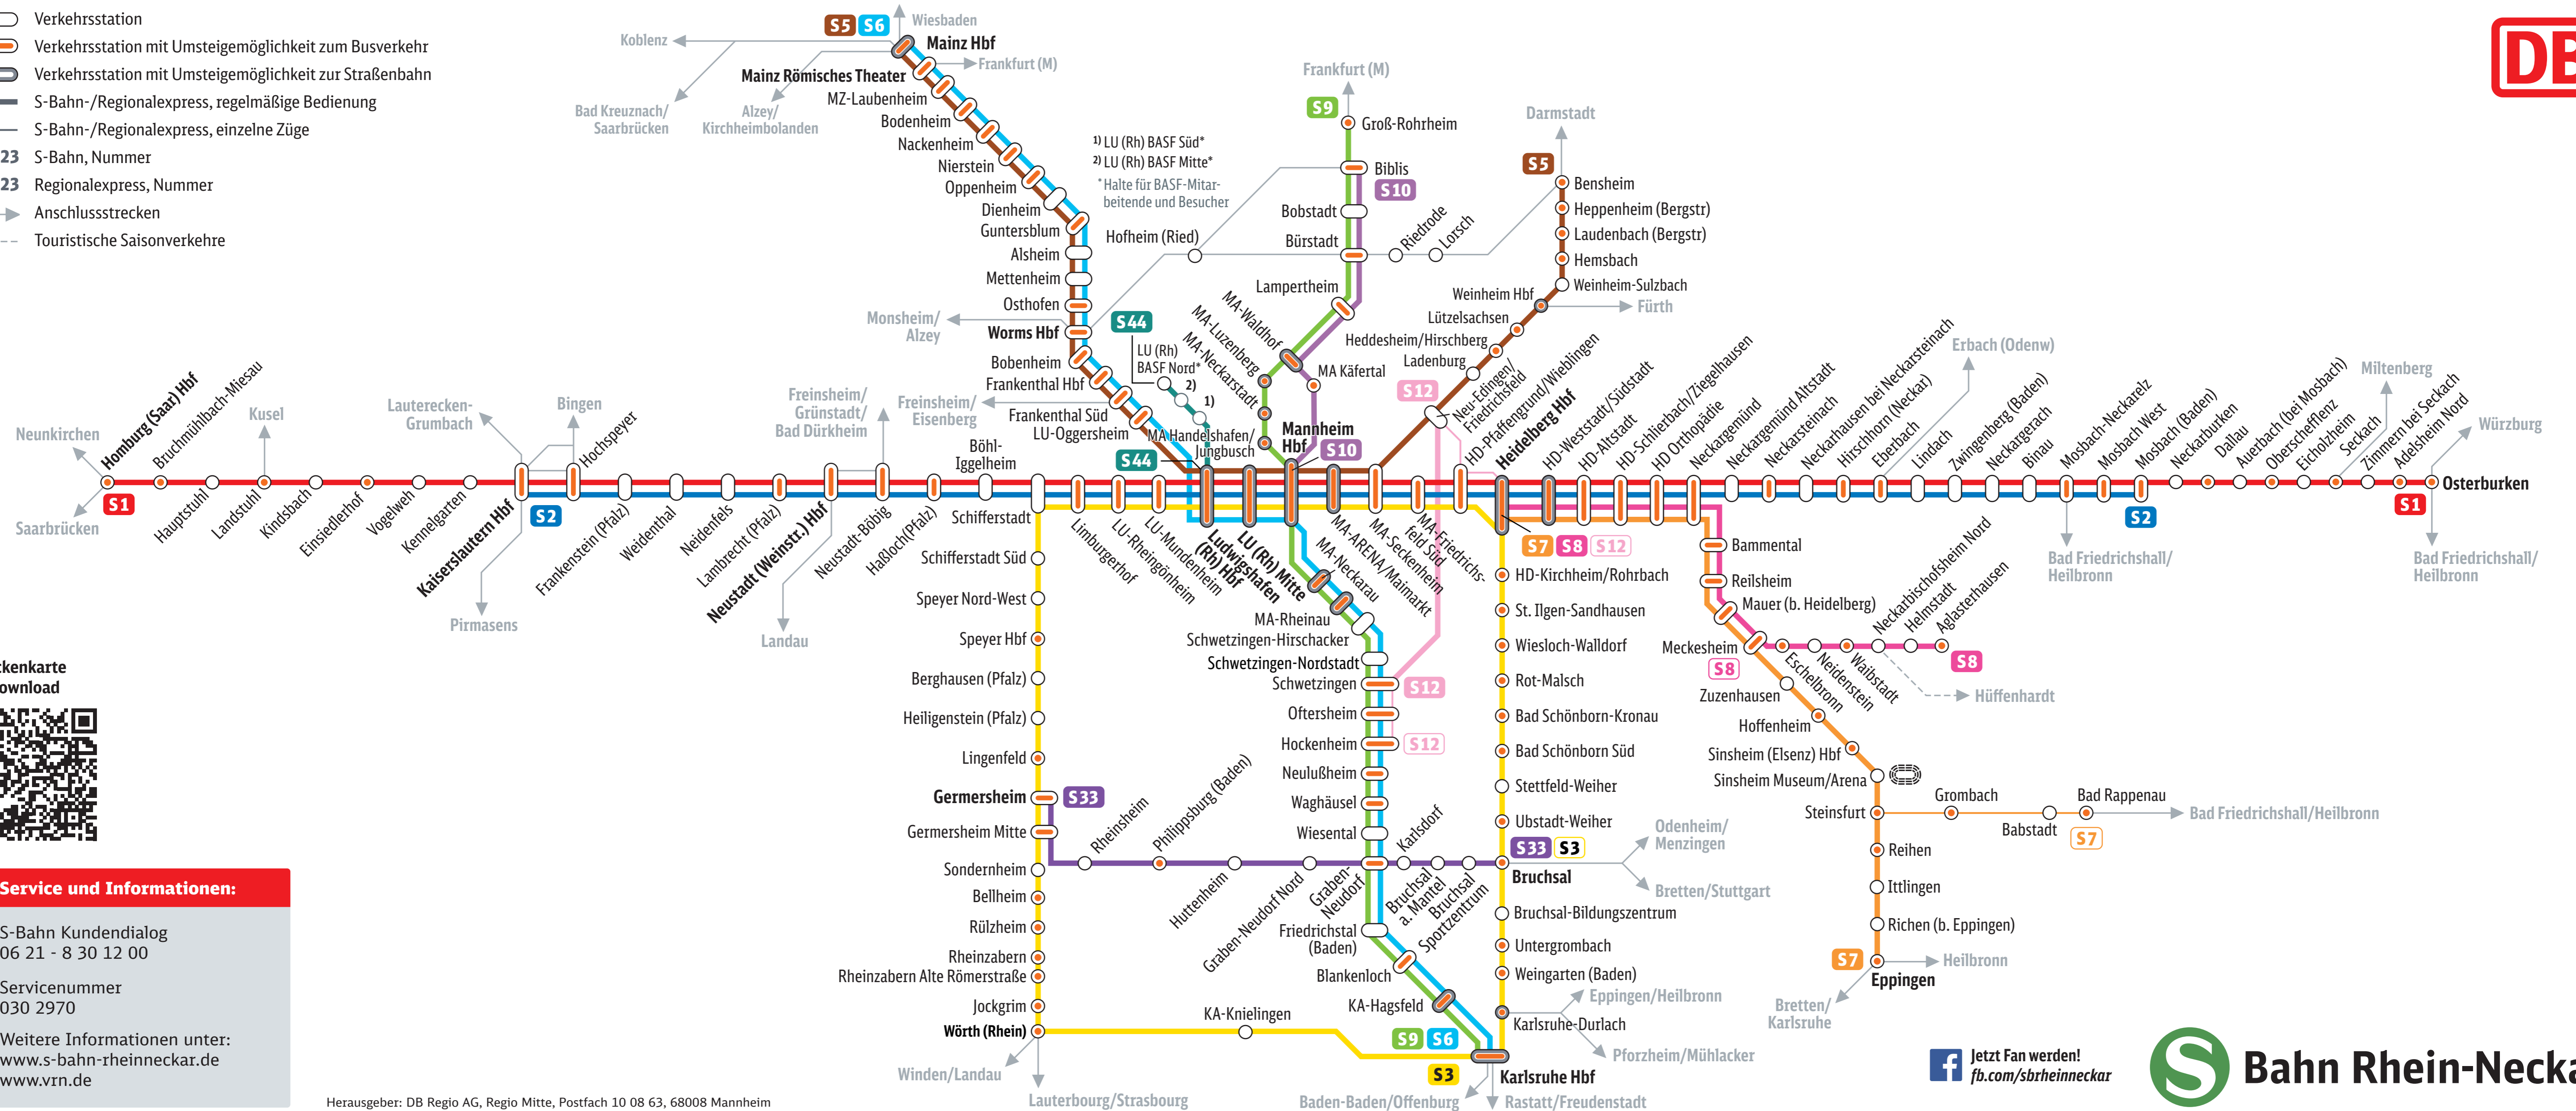 Verkehrsstation
Verkehrsstation mit Umsteigemöglichkeit zum Busverkehr
Verkehrsstation mit Umsteigemöglichkeit zur Straßenbahn
S-Bahn-/Regionalexpress, regelmäßige Bedienung
S-Bahn-/Regionalexpress, einzelne Züge
23 S-Bahn, Nummer
23 Regionalexpress, Nummer
Anschlussstrecken
Touristische Saisonverkehre
DB
S5 S6
Wiesbaden
Koblenz
Mainz Hbf
Frankfurt (M)
Mainz Römisches Theater
Bad Kreuznach/
Saarbrücken
Alzey/
Kirchheimbolanden
MZ-Laubenheim
Bodenheim
Nackenheim
Nierstein
Oppenheim
Dienheim
Guntersblum
Alsheim
Mettenheim
Osthofen
Monsheim/
Alzey
Worms Hbf
Bobenheim
Frankenthal Hbf
Freinsheim/
Eisenberg
Frankenthal Süd
LU-Oggersheim
1) LU (Rh) BASF Süd*
2) LU (Rh) BASF Mitte*
* Halte für BASF-Mitar-
beitende und Besucher
S44
LU (Rh)
BASF Nord*
2)
1)
S44
Frankfurt (M)
S9
Groß-Rohrheim
Biblis
S10
Bobstadt
Hofheim (Ried)
Bürstadt
Riedrode
Lorsch
Lampertheim
MA-Waldhof
MA-Luzenberg
MA-Neckarstadt
MA Käfertal
MA Handelshafen/
Jungbusch
Mannheim
Hbf
S10
Darmstadt
S5
Bensheim
Heppenheim (Bergstr)
Laudenbach (Bergstr)
Hemsbach
Weinheim-Sulzbach
Weinheim Hbf
Fürth
Lützelsachsen
Heddesheim/Hirschberg
Ladenburg
S12
Neu-Edingen/
Friedrichsfeld
Neunkirchen
Saarbrücken
Homburg (Saar) Hbf
S1
Bruchmühlbach-Miesau
Hauptstuhl
Kusel
Landstuhl
Kindsbach
Einsiedlerhof
Vogelweh
Kennelgarten
Lauterecken-
Grumbach
Bingen
Kaiserslautern Hbf
S2
Pirmasens
Hochspeyer
Frankenstein (Pfalz)
Weidenthal
Neidenfels
Lambrecht (Pfalz)
Freinsheim/
Grünstadt/
Bad Dürkheim
Neustadt (Weinstr.) Hbf
Landau
Neustadt-Böbig
Haßloch(Pfalz)
Böhl-
Iggelheim
Schifferstadt
Limburgerhof
LU-Rheingönheim
LU-Mundenheim
Ludwigshafen
(Rh) Hbf
LU (Rh) Mitte
MA-ARENA/Maimarkt
MA-Seckenheim
MA-Friedrichs-
feld Süd
HD-Pfaffengrund/Wieblingen
Heidelberg Hbf
HD-Weststadt/Südstadt
HD-Altstadt
HD-Schlierbach/Ziegelhausen
HD Orthopädie
Neckargemünd
Neckargemünd Altstadt
Neckarsteinach
Neckarhausen bei Neckarsteinach
Hirschhorn (Neckar)
Eberbach
Erbach (Odenw)
Lindach
Zwingenberg (Baden)
Neckargerach
Binau
Mosbach-Neckarelz
Bad Friedrichshall/
Heilbronn
Mosbach West
Mosbach (Baden)
S2
Neckarburken
Dallau
Auerbach (bei Mosbach)
Oberschefflenz
Eicholzheim
Seckach
Miltenberg
Zimmern bei Seckach
Adelsheim Nord
Würzburg
S1
Osterburken
Bad Friedrichshall/
Heilbronn
S7 S8 S12
Schifferstadt Süd
Speyer Nord-West
Speyer Hbf
Berghausen (Pfalz)
Heiligenstein (Pfalz)
Lingenfeld
Germersheim
S33
Germersheim Mitte
Sondernheim
Bellheim
Rülzheim
Rheinzabern
Rheinzabern Alte Römerstraße
Jockgrim
Wörth (Rhein)
Winden/Landau
Lauterbourg/Strasbourg
KA-Knielingen
Rheinsheim
Philippsburg (Baden)
Huttenheim
Graben-Neudorf Nord
Graben-
Neudorf
Karlsdorf
Bruchsal
a. Mantel
Bruchsal
Sportzentrum
MA-Neckarau
MA-Rheinau
Schwetzingen-Hirschacker
Schwetzingen-Nordstadt
Schwetzingen
S12
Oftersheim
Hockenheim
S12
Neulußheim
Waghäusel
Wiesental
Friedrichstal
(Baden)
Blankenloch
KA-Hagsfeld
S9 S6
S3
Karlsruhe Hbf
Baden-Baden/Offenburg
Rastatt/Freudenstadt
HD-Kirchheim/Rohrbach
St. Ilgen-Sandhausen
Wiesloch-Walldorf
Rot-Malsch
Bad Schönborn-Kronau
Bad Schönborn Süd
Stettfeld-Weiher
Ubstadt-Weiher
S33 S3
Bruchsal
Odenheim/
Menzingen
Bretten/Stuttgart
Bruchsal-Bildungszentrum
Untergrombach
Weingarten (Baden)
Eppingen/Heilbronn
Karlsruhe-Durlach
Pforzheim/Mühlacker
Bammental
Reilsheim
Mauer (b. Heidelberg)
Meckesheim
S8
Eschelbronn
Neidenstein
Waibstadt
Neckarbischofsheim Nord
Helmstadt
Aglasterhausen
S8
Hüffenhardt
Zuzenhausen
Hoffenheim
Sinsheim (Elsenz) Hbf
Sinsheim Museum/Arena
Steinsfurt
Grombach
Babstadt
Bad Rappenau
S7
Bad Friedrichshall/Heilbronn
Reihen
Ittlingen
Richen (b. Eppingen)
S7
Eppingen
Heilbronn
Bretten/
Karlsruhe
ckenkarte
ownload
Service und Informationen:
S-Bahn Kundendialog
06 21 - 8 30 12 00
Servicenummer
030 2970
Weitere Informationen unter:
www.s-bahn-rheinneckar.de
www.vrn.de
Herausgeber: DB Regio AG, Regio Mitte, Postfach 10 08 63, 68008 Mannheim
Jetzt Fan werden!
fb.com/sbrheinneckar
S Bahn Rhein-Necka